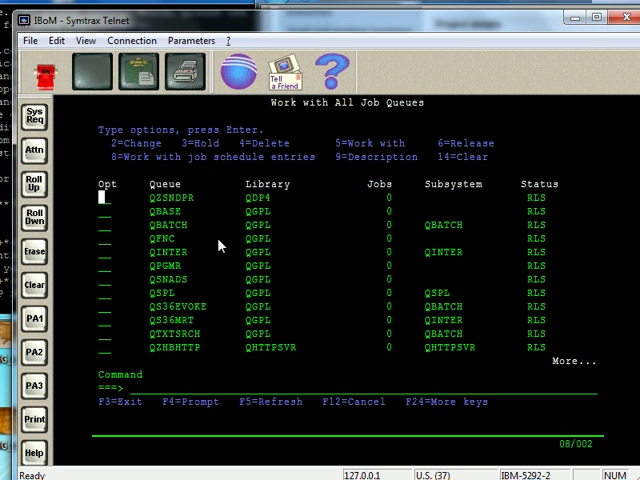 IBoM - Symtrax Telnet
File Edit View Connection Parameters ?
ON
Tell a Friend
Work with All Job Queues
Sys Req
Type options, press Enter.
2=Change 3=Hold 4=Delete 5=Work with 6=Release
Attn
8=Work with job schedule entries 9=Description 14=Clear
Roll Up
Opt Queue Library Jobs Subsystem Status
QZSNDPR QDP4 0 RLS
QBASE QGPL 0 RLS
Roll Dwn
QBATCH QGPL 0 QBATCH RLS
QFNC QGPL 0 RLS
Erase
QINTER QGPL 0 QINTER RLS
QPGMR QGPL 0 RLS
Clear
QSNADS QGPL 0 RLS
QSPL QGPL 0 QSPL RLS
QS36EVOKE QGPL 0 QBATCH RLS
PA1
QS36MRT QGPL 0 QINTER RLS
QTXTSRCH QGPL 0 QBATCH RLS
QZHBHTTP QHTTPSVR 0 QHTTPSVR RLS
PA2
More...
Command
PA3
===>
F3=Exit F4=Prompt F5=Refresh F12=Cancel F24=More keys
Print
08/002
Help
Ready 127.0.0.1 U.S. (37) IBM-5292-2 NUM